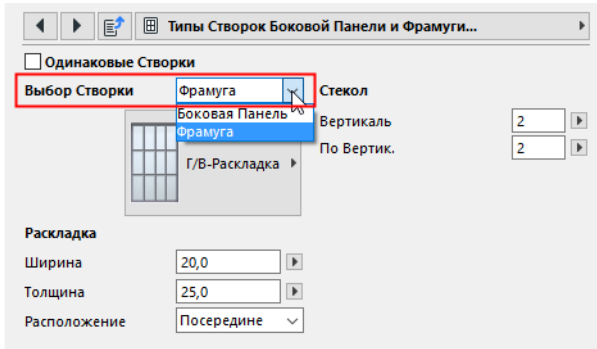 Типы Створок Боковой Панели и Фрамуги...
Одинаковые Створки
Выбор Створки Фрамуга Стекол
Боковая Панель
Фрамуга
Вертикаль 2
По Вертик. 2
Г/В-Раскладка
Раскладка
Ширина 20,0
Толщина 25,0
Расположение Посередине